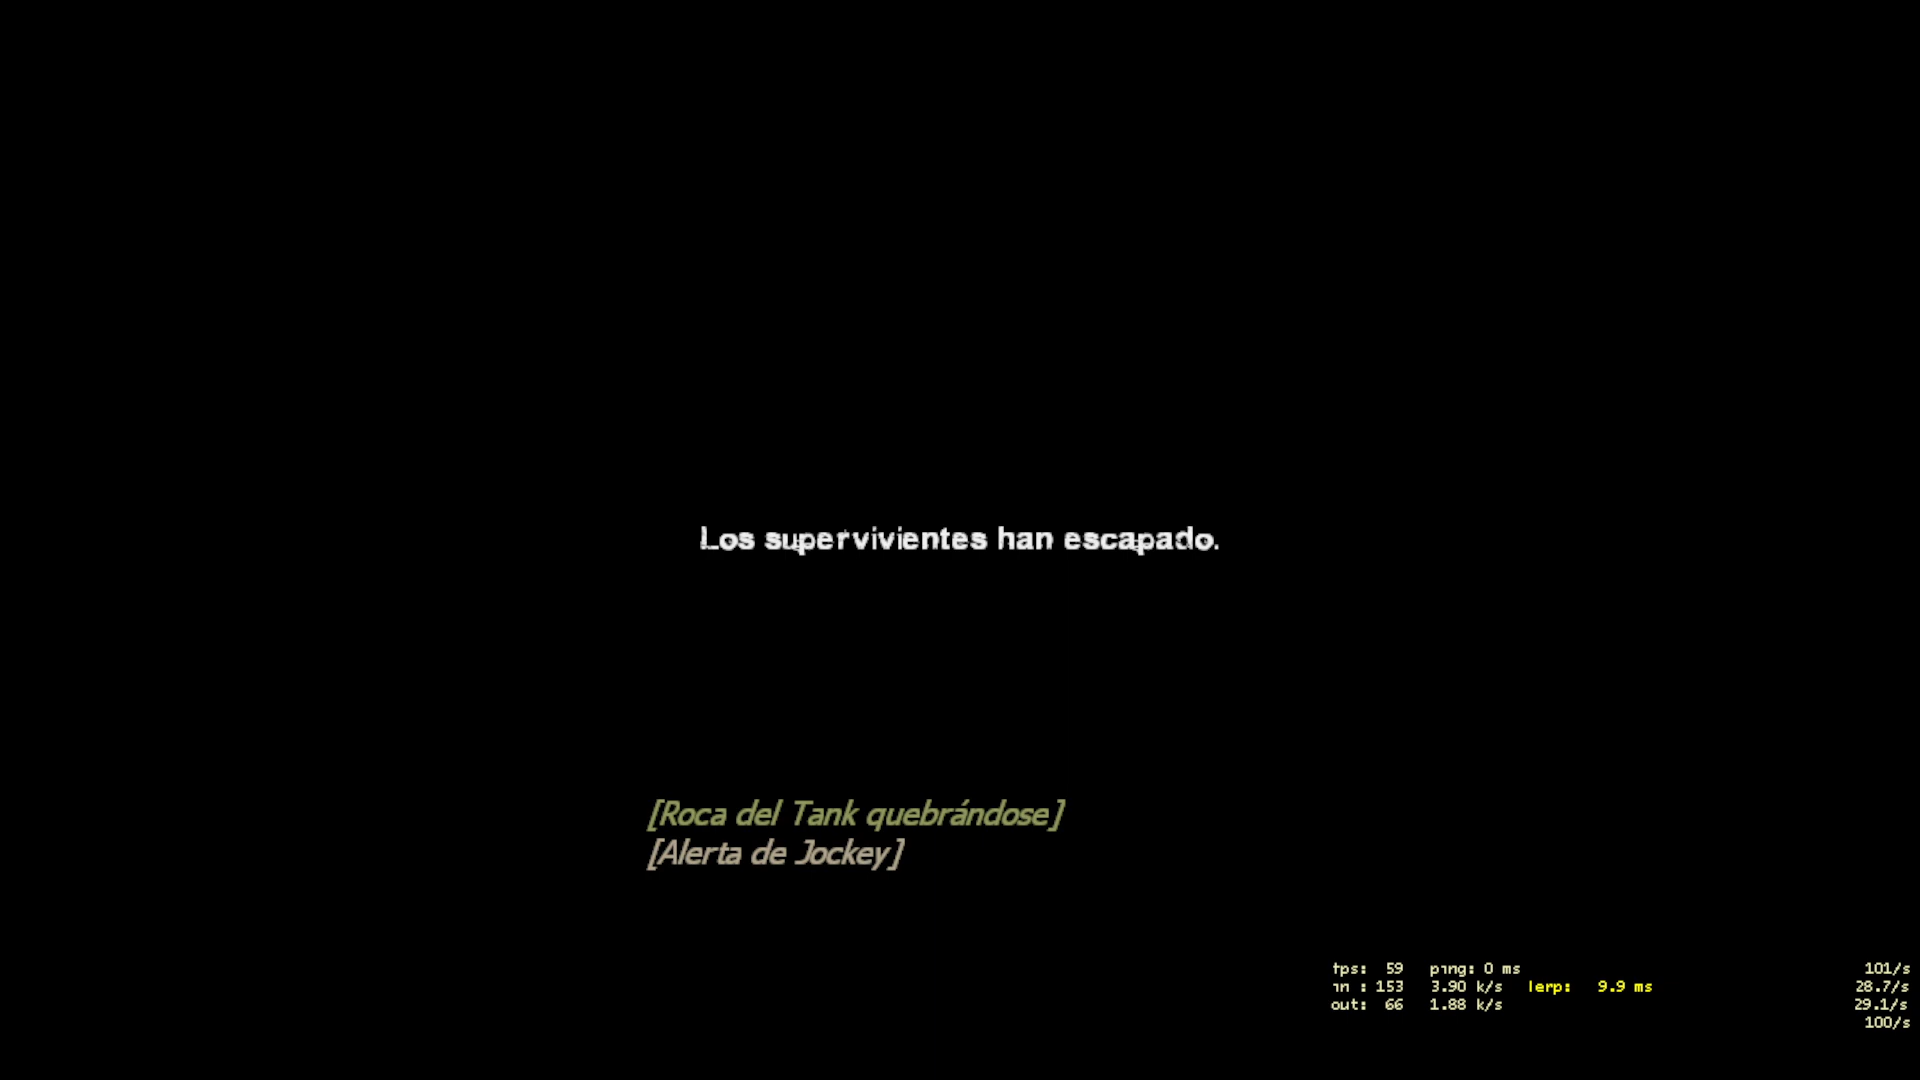 Los supervivientes han escapado.
[Roca del Tank quebrándose]
[Alerta de Jockey]
fps: 59 ping: 0 ms 101/s
in : 153 3.90 k/s lerp: 9.9 ms 28.7/s
out: 66 1.88 k/s 29.1/s
100/s